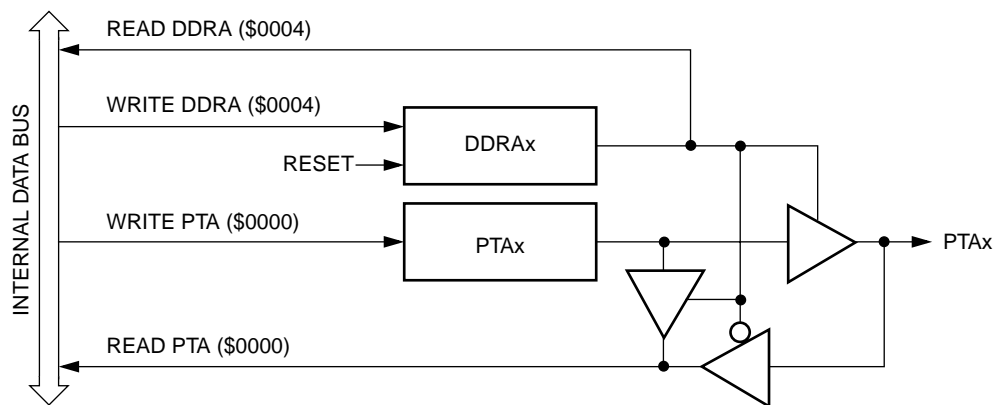 READ DDRA ($0004)
WRITE DDRA ($0004)
DDRAx
RESET
INTERNAL DATA BUS
WRITE PTA ($0000)
PTAx
PTAx
READ PTA ($0000)